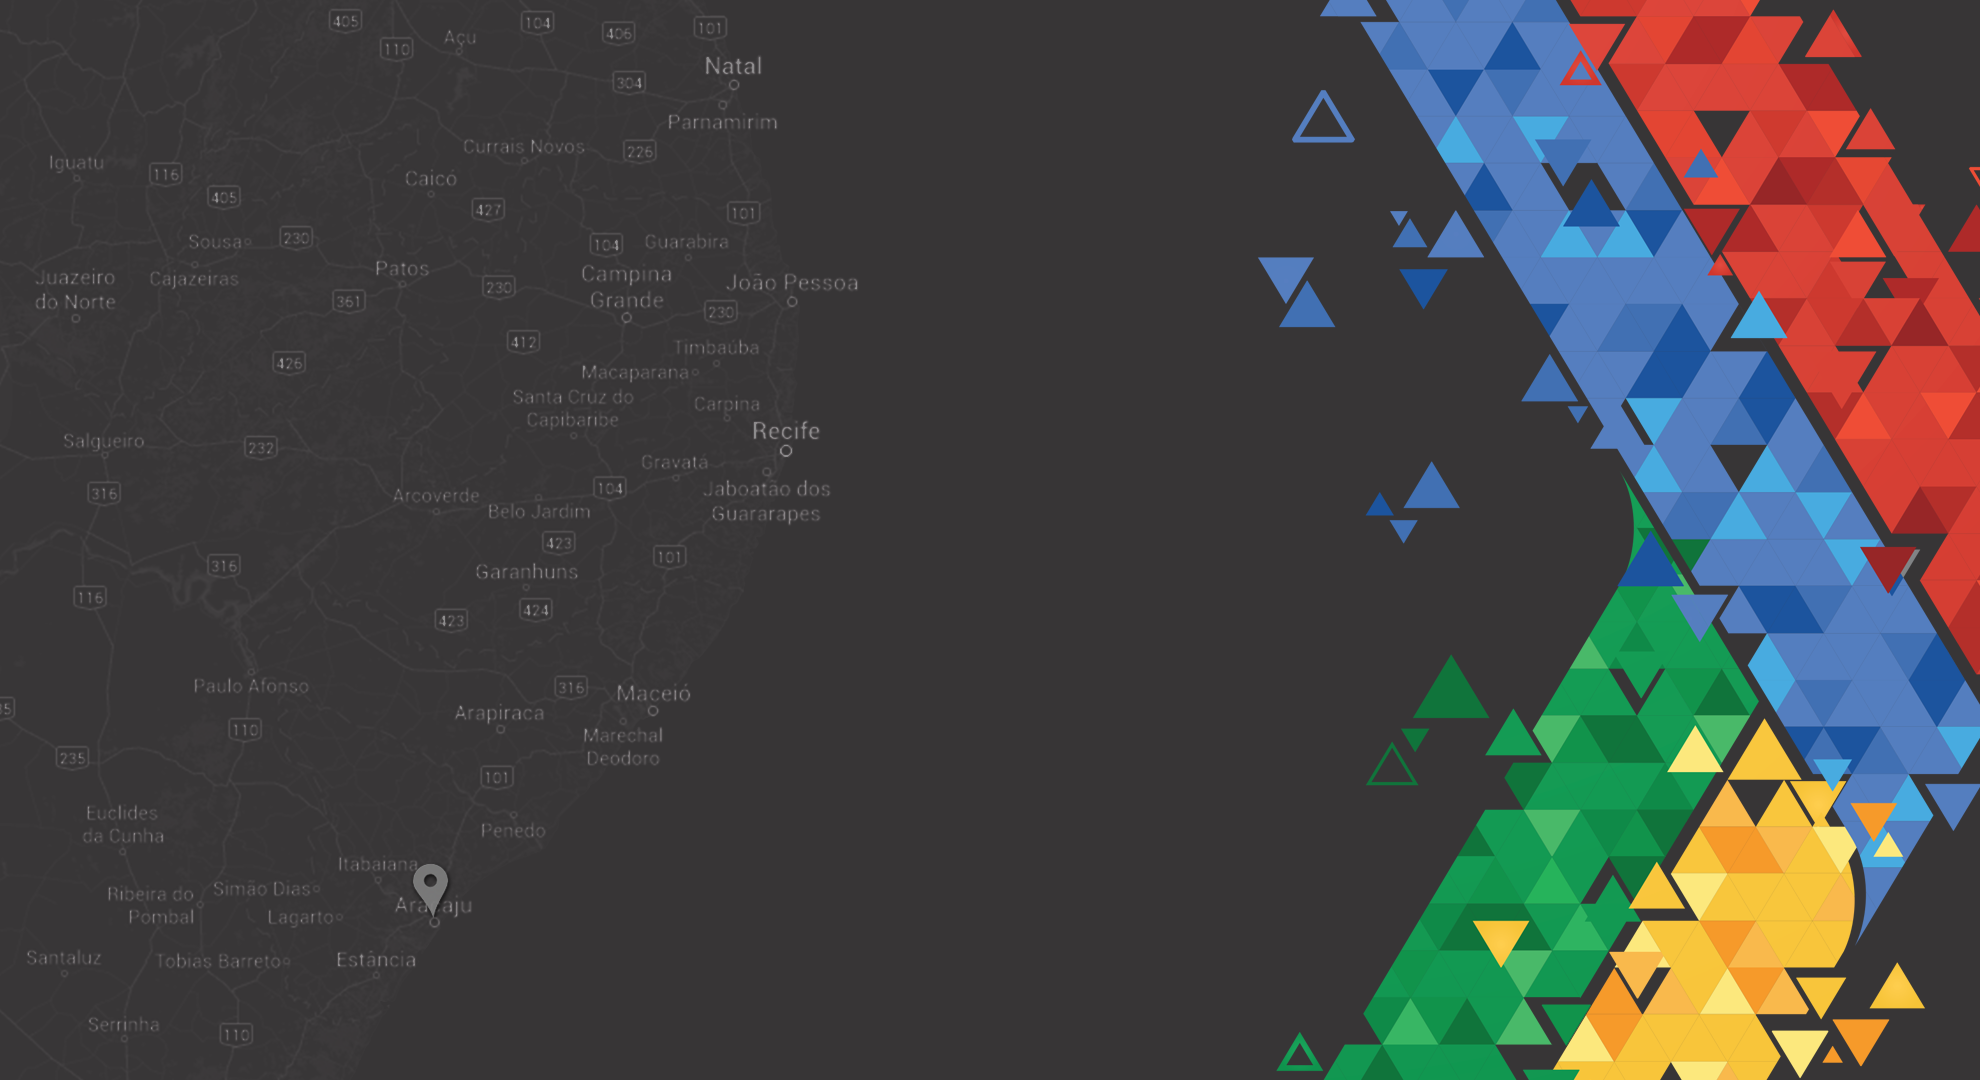 405
104
406
101
Açu
110
Natal
304
Parnamirim
Currais Novos
226
Iguatu
116
Caicó
405
427
101
Sousa
230
104
Guarabira
Cajazeiras
Patos
Campina
Grande
João Pessoa
Juazeiro
do Norte
361
230
230
412
Timbaúba
426
Macaparana
Santa Cruz do
Capibaribe
Carpina
Recife
Salgueiro
232
Gravatá
316
Arcoverde
104
Jaboatão dos
Guararapes
Belo Jardim
423
101
316
Garanhuns
116
424
423
Paulo Afonso
316
Maceió
Arapiraca
110
Marechal
Deodoro
235
101
Euclides
da Cunha
Penedo
Itabaiana
Ribeira do
Pombal
Simão Dias
Lagarto
Aracaju
Santaluz
Tobias Barreto
Estância
Serrinha
110